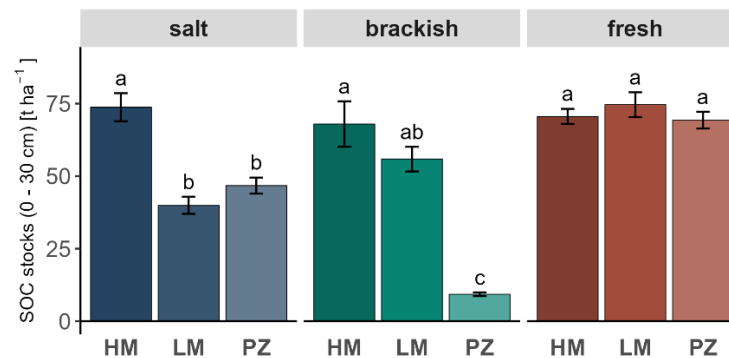 salt brackish fresh
SOC stocks (0 - 30 cm) [t ha⁻¹]
75
50
25
0
a b b
a ab c
a a a
HM LM PZ HM LM PZ HM LM PZ